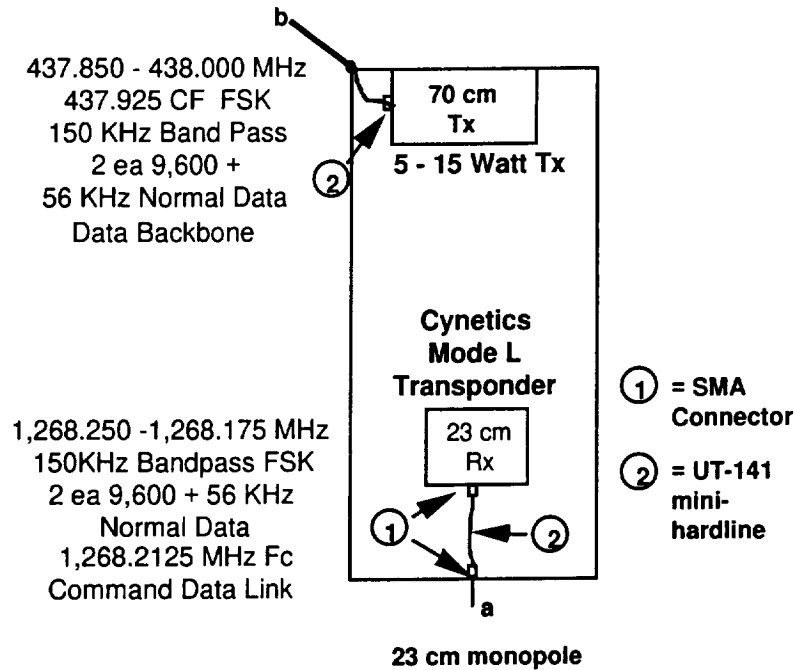 b
437.850 - 438.000 MHz
437.925 CF FSK
150 KHz Band Pass
2 ea 9,600 +
56 KHz Normal Data
Data Backbone
70 cm
Tx
5 - 15 Watt Tx
2
Cynetics
Mode L
Transponder
23 cm
Rx
1,268.250 -1,268.175 MHz
150KHz Bandpass FSK
2 ea 9,600 + 56 KHz
Normal Data
1,268.2125 MHz Fc
Command Data Link
1
2
a
23 cm monopole
1 = SMA
Connector
2 = UT-141
mini-
hardline